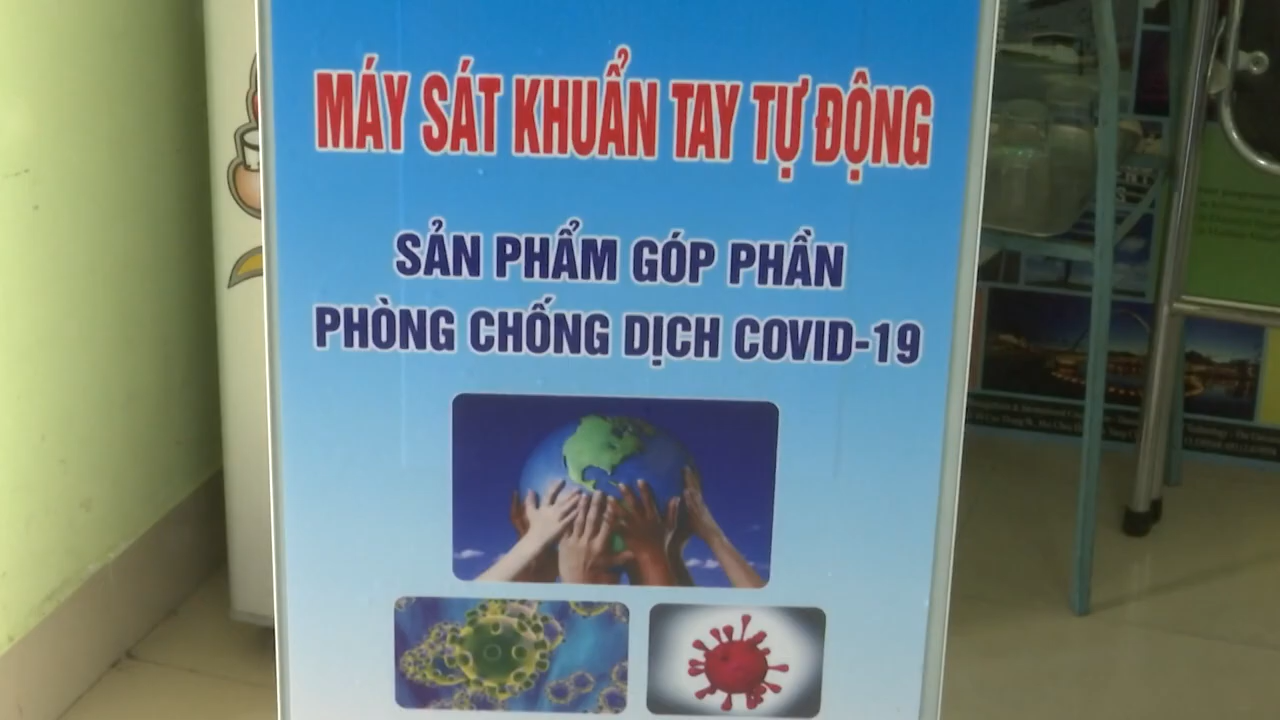 MÁY SÁT KHUẨN TAY TỰ ĐỘNG
SẢN PHẨM GÓP PHẦN
PHÒNG CHỐNG DỊCH COVID-19